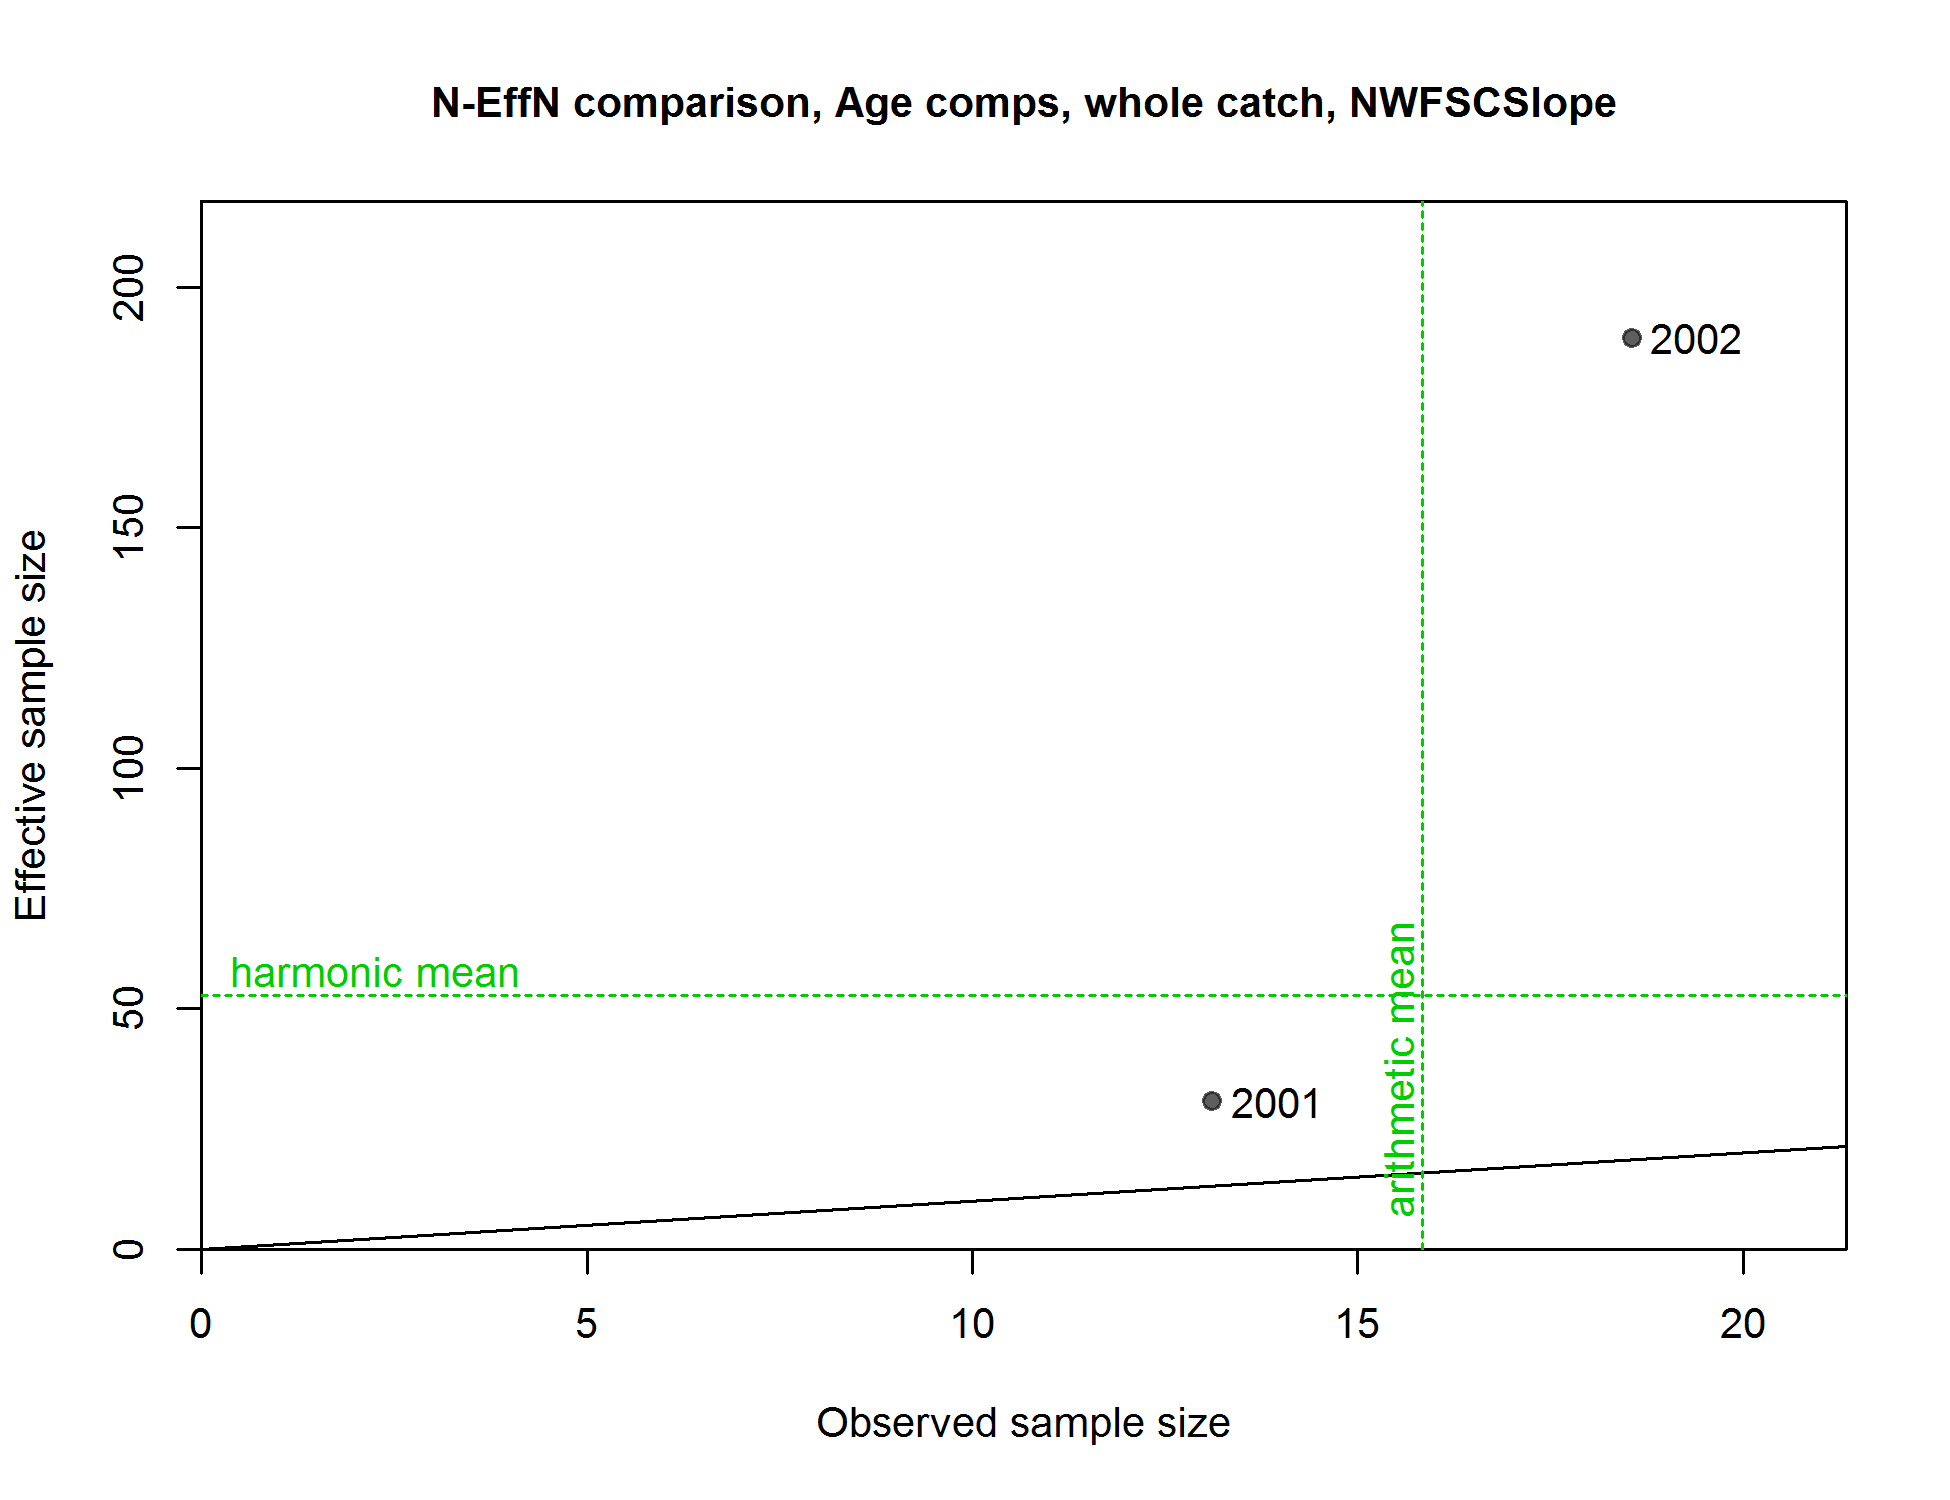 N-EffN comparison, Age comps, whole catch, NWFSCSlope
Effective sample size
200
150
100
50
0
2002
harmonic mean
arithmetic mean
2001
0 5 10 15 20
Observed sample size